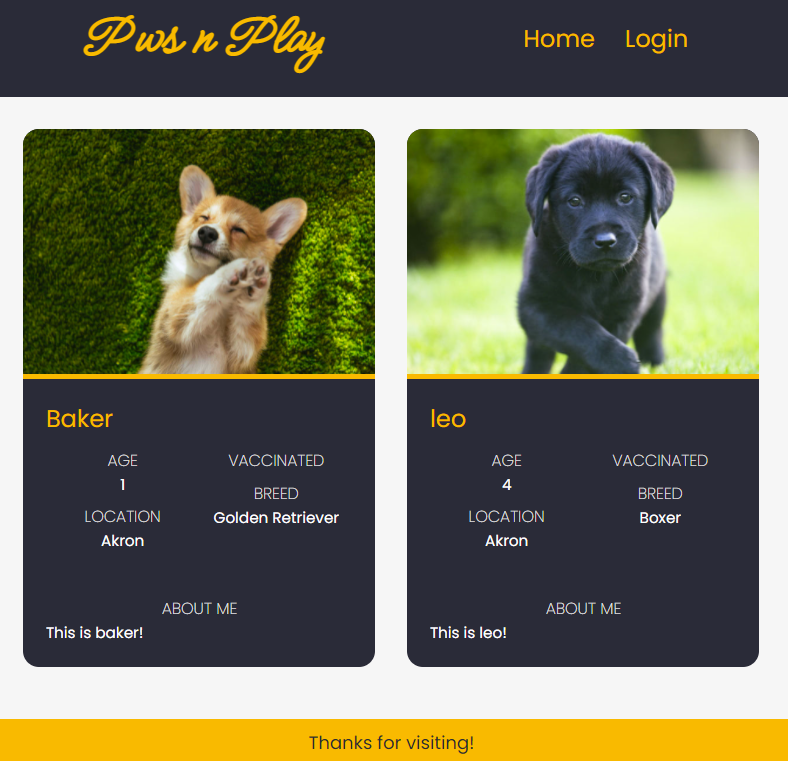 Pws n Play
Home Login
Baker
AGE
1
VACCINATED
LOCATION
Akron
BREED
Golden Retriever
ABOUT ME
This is baker!
leo
AGE
4
VACCINATED
LOCATION
Akron
BREED
Boxer
ABOUT ME
This is leo!
Thanks for visiting!